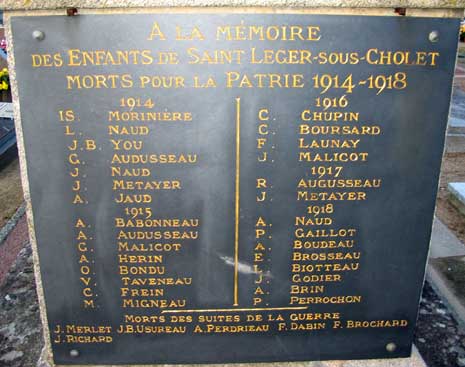 A LA MÉMOIRE
DES ENFANTS DE SAINT LEGER-SOUS-CHOLET
MORTS POUR LA PATRIE 1914-1918
1914
IS. MORINIÈRE
L. NAUD
J.B. YOU
G. AUDUSSEAU
J. NAUD
J. METAYER
A. JAUD
1915
A. BABONNEAU
A. AUDUSSEAU
C. MALICOT
A. HERIN
O. BONDU
V. TAVENEAU
C. FREIN
M. MIGNEAU
1916
C. CHUPIN
C. BOURSARD
F. LAUNAY
J. MALICOT
1917
R. AUGUSSEAU
J. METAYER
1918
A. NAUD
P. GAILLOT
A. BOUDEAU
E. BROSSEAU
L. BIOTTEAU
J. GODIER
A. BRIN
P. PERROCHON
MORTS DES SUITES DE LA GUERRE
J. MERLET J.B. USUREAU A. PERDRIEAU F. DABIN F. BROCHARD
J. RICHARD